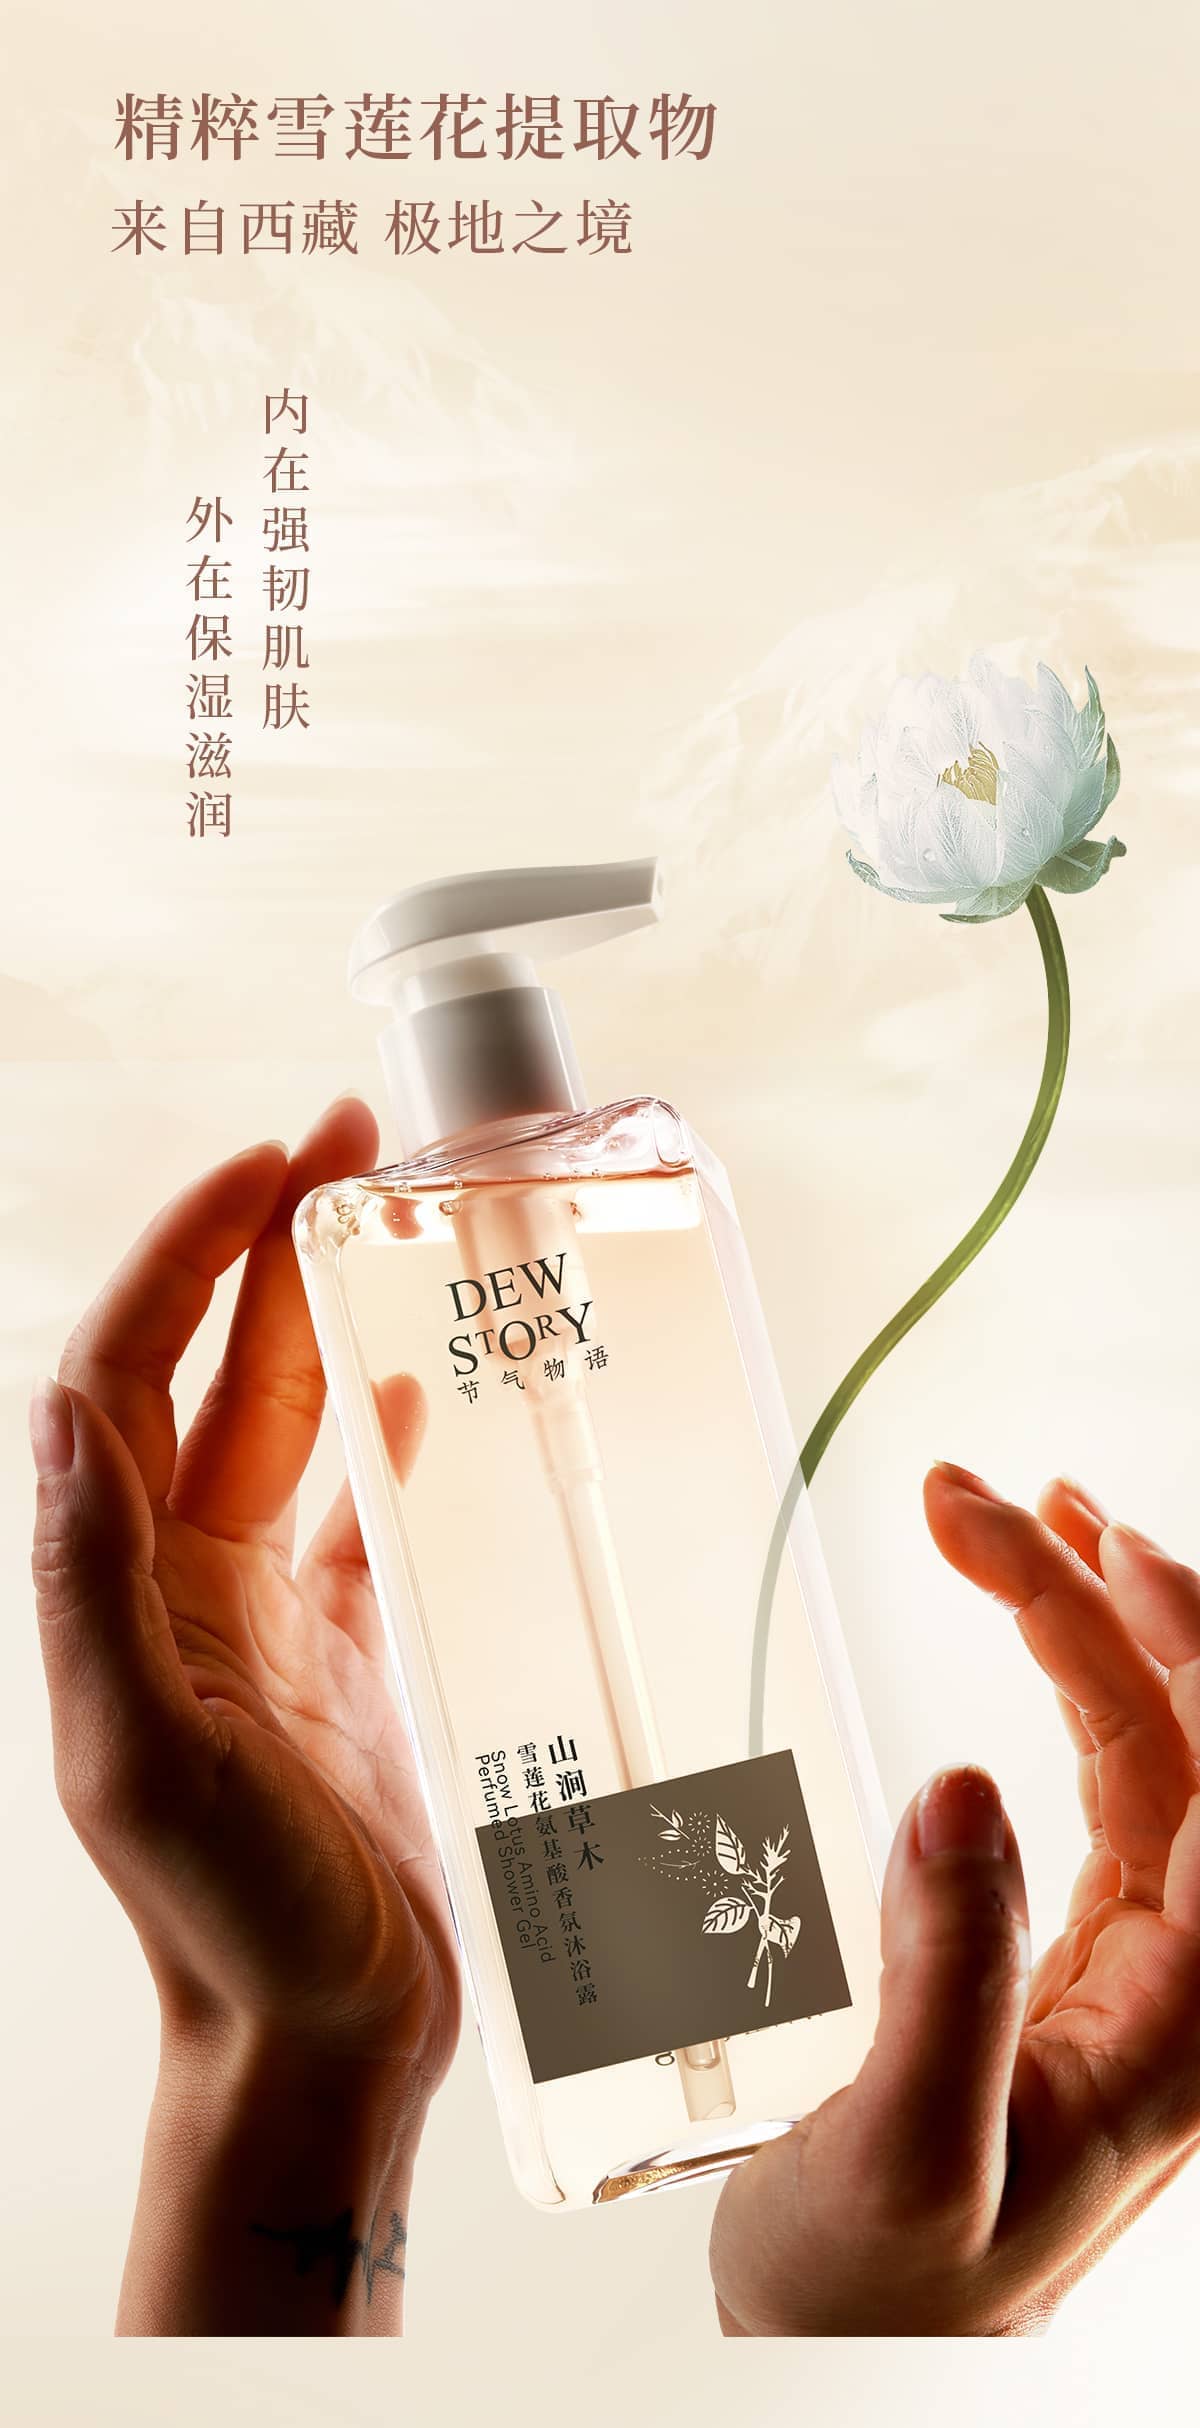 精粹雪莲花提取物
来自西藏 极地之境
内在强韧肌肤
外在保湿滋润
DEW
STORY
节气物语
山涧草木
雪莲花氨基酸香氛沐浴露
Snow Lotus Amino Acid
Perfumed Shower Gel